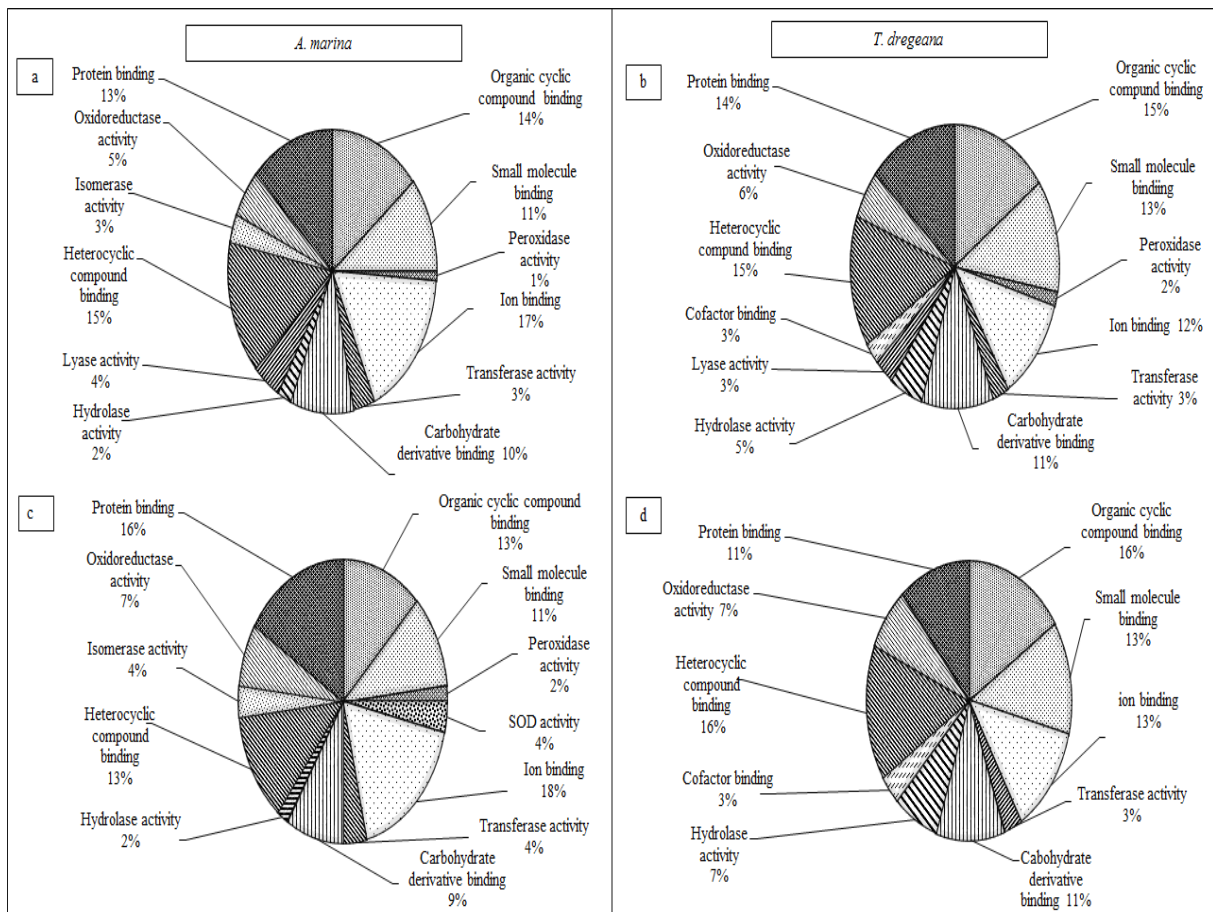 A. marina
T. dregeana
a
Protein binding
13%
Organic cyclic
compound binding
14%
Oxidoreductase
activity
5%
Small molecule
binding
11%
Isomerase
activity
3%
Peroxidase
activity
1%
Heterocyclic
compound
binding
15%
Ion binding
17%
Lyase activity
4%
Transferase activity
3%
Hydrolase
activity
2%
Carbohydrate
derivative binding 10%
b
Protein binding
14%
Organic cyclic
compound binding
15%
Oxidoreductase
activity
6%
Small molecule
bindiing
13%
Heterocyclic
compund binding
15%
Peroxidase
activity
2%
Cofactor binding
3%
Ion binding 12%
Lyase activity
3%
Transferase
activity 3%
Hydrolase activity
5%
Carbohydrate
derivative binding
11%
c
Protein binding
16%
Organic cyclic compound
binding
13%
Oxidoreductase
activity
7%
Small molecule
binding
11%
Isomerase activity
4%
Peroxidase
activity
2%
Heterocyclic
compound
binding
13%
SOD activity
4%
Ion binding
18%
Hydrolase activity
2%
Transferase activity
4%
Carbohydrate
derivative binding
9%
d
Protein binding
11%
Organic cyclic
compound binding
16%
Oxidoreductase
activity 7%
Small molecule
binding
13%
Heterocyclic
compound
binding
16%
ion binding
13%
Cofactor binding
3%
Transferase activity
3%
Hydrolase
activity
7%
Cabohydrate
derivative
binding 11%